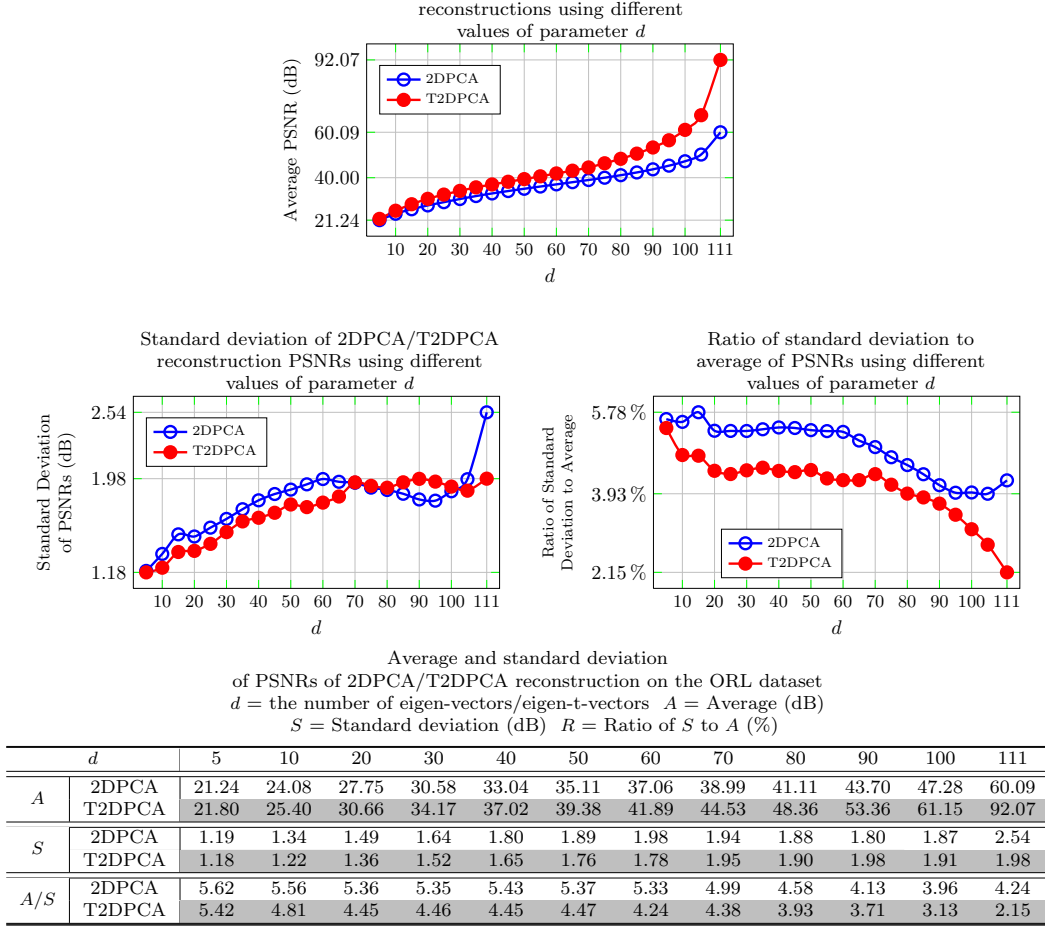 reconstructions using different
values of parameter d
Average PSNR (dB)
92.07
60.09
40.00
21.24
2DPCA
T2DPCA
10 20 30 40 50 60 70 80 90 100 111
d
Standard deviation of 2DPCA/T2DPCA
reconstruction PSNRs using different
values of parameter d
Standard Deviation
of PSNRs (dB)
2.54
1.98
1.18
2DPCA
T2DPCA
10 20 30 40 50 60 70 80 90 100 111
d
Ratio of standard deviation to
average of PSNRs using different
values of parameter d
Ratio of Standard
Deviation to Average
5.78 %
3.93 %
2.15 %
2DPCA
T2DPCA
10 20 30 40 50 60 70 80 90 100 111
d
Average and standard deviation
of PSNRs of 2DPCA/T2DPCA reconstruction on the ORL dataset
d = the number of eigen-vectors/eigen-t-vectors A = Average (dB)
S = Standard deviation (dB) R = Ratio of S to A (%)
d 5 10 20 30 40 50 60 70 80 90 100 111
A
2DPCA 21.24 24.08 27.75 30.58 33.04 35.11 37.06 38.99 41.11 43.70 47.28 60.09
T2DPCA 21.80 25.40 30.66 34.17 37.02 39.38 41.89 44.53 48.36 53.36 61.15 92.07
S
2DPCA 1.19 1.34 1.49 1.64 1.80 1.89 1.98 1.94 1.88 1.80 1.87 2.54
T2DPCA 1.18 1.22 1.36 1.52 1.65 1.76 1.78 1.95 1.90 1.98 1.91 1.98
A/S
2DPCA 5.62 5.56 5.36 5.35 5.43 5.37 5.33 4.99 4.58 4.13 3.96 4.24
T2DPCA 5.42 4.81 4.45 4.46 4.45 4.47 4.24 4.38 3.93 3.71 3.13 2.15